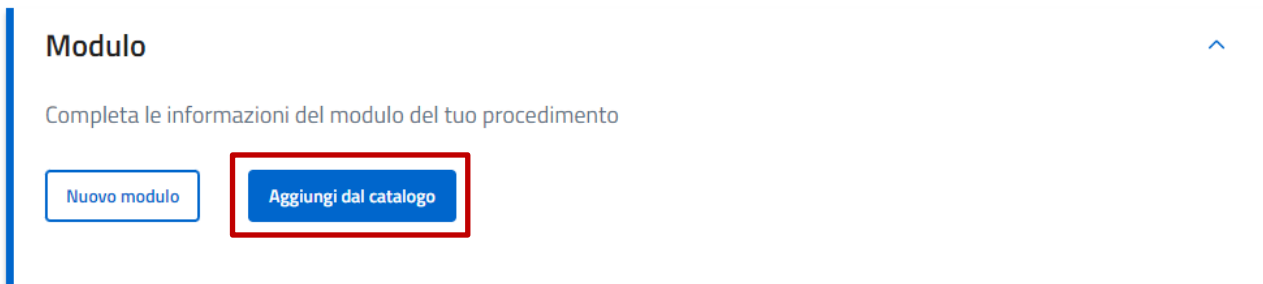 Modulo
Completa le informazioni del modulo del tuo procedimento
Nuovo modulo
Aggiungi dal catalogo